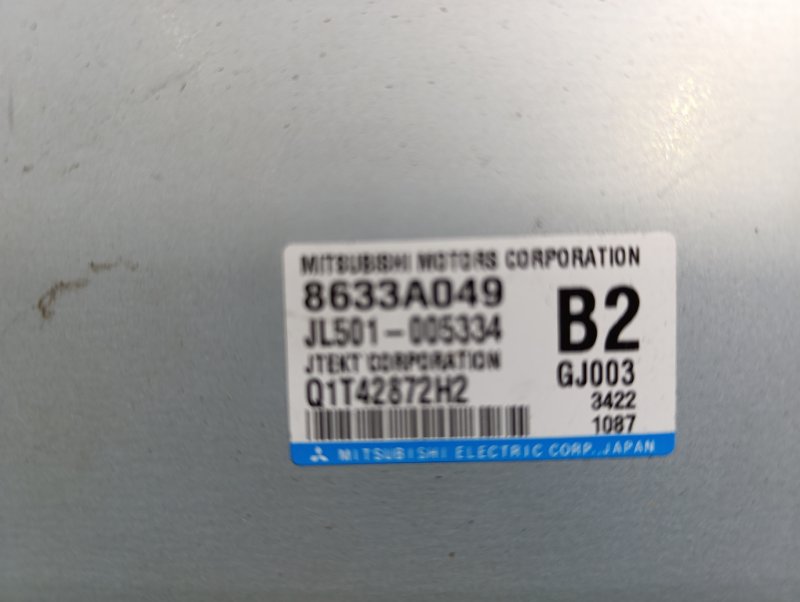 MITSUBISHI MOTORS CORPORATION
8633A049
JL501-005334
JTEKT CORPORATION
Q1T42872H2
B2
GJ003
3422
1087
MITSUBISHI ELECTRIC CORP. JAPAN